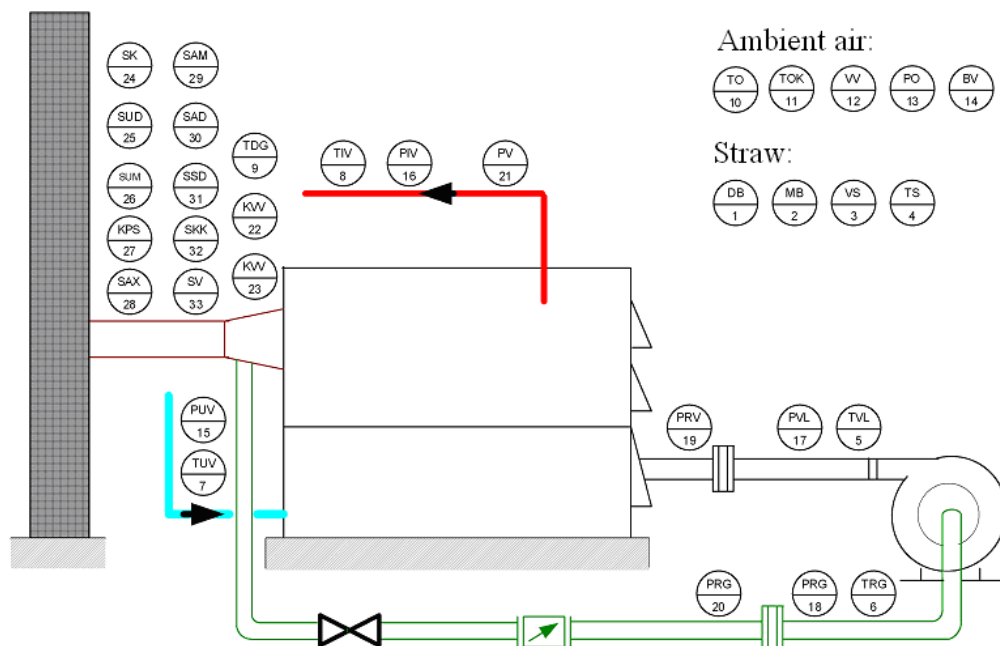 Ambient air:
TO
10
TOK
11
VV
12
PO
13
BV
14
Straw:
DB
1
MB
2
VS
3
TS
4
SK
24
SAM
29
SUD
25
SAD
30
SUM
26
SSD
31
KPS
27
SKK
32
SAX
28
SV
33
TDG
9
KVV
22
KVV
23
TIV
8
PIV
16
PV
21
PUV
15
TUV
7
PRV
19
PVL
17
TVL
5
PRG
20
PRG
18
TRG
6